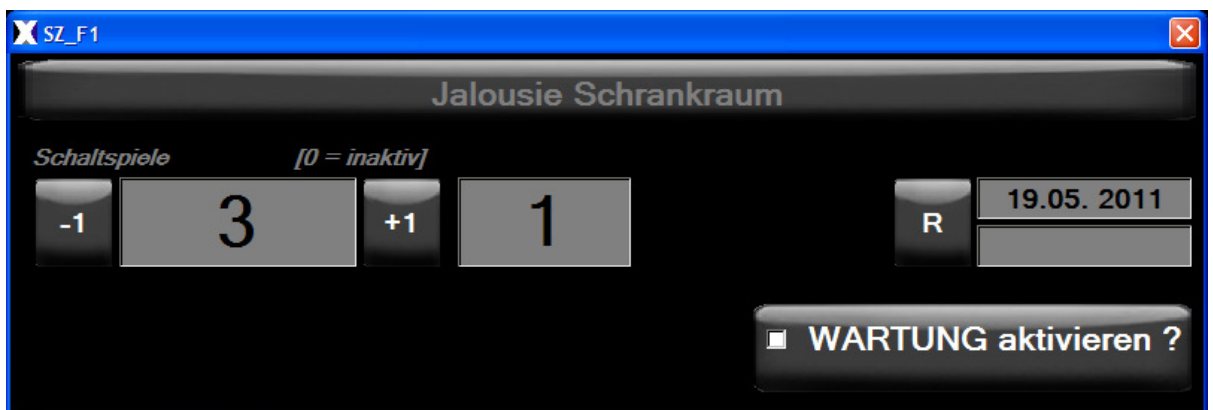 SZ_F1
Jalousie Schrankraum
Schaltspiele [0 = inaktiv]
-1 3 +1 1 R 19.05. 2011
WARTUNG aktivieren ?